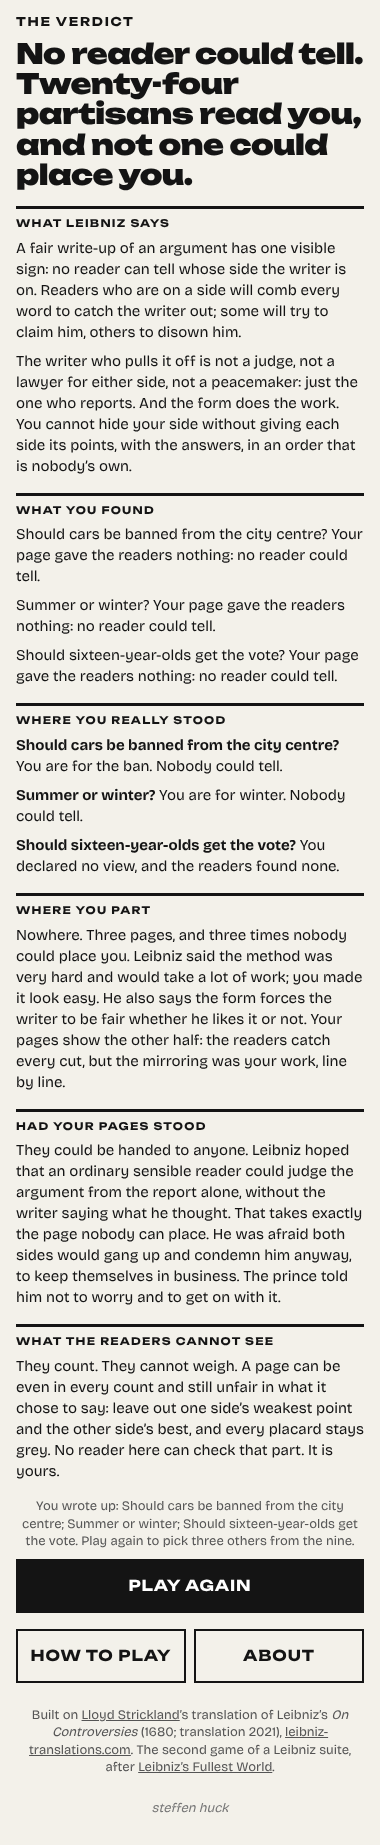 THE VERDICT
No reader could tell.
Twenty-four
partisans read you,
and not one could
place you.
WHAT LEIBNIZ SAYS
A fair write-up of an argument has one visible
sign: no reader can tell whose side the writer is
on. Readers who are on a side will comb every
word to catch the writer out; some will try to
claim him, others to disown him.
The writer who pulls it off is not a judge, not a
lawyer for either side, not a peacemaker: just the
one who reports. And the form does the work.
You cannot hide your side without giving each
side its points, with the answers, in an order that
is nobody's own.
WHAT YOU FOUND
Should cars be banned from the city centre? Your
page gave the readers nothing: no reader could
tell.
Summer or winter? Your page gave the readers
nothing: no reader could tell.
Should sixteen-year-olds get the vote? Your page
gave the readers nothing: no reader could tell.
WHERE YOU REALLY STOOD
Should cars be banned from the city centre?
You are for the ban. Nobody could tell.
Summer or winter? You are for winter. Nobody
could tell.
Should sixteen-year-olds get the vote? You
declared no view, and the readers found none.
WHERE YOU PART
Nowhere. Three pages, and three times nobody
could place you. Leibniz said the method was
very hard and would take a lot of work; you made
it look easy. He also says the form forces the
writer to be fair whether he likes it or not. Your
pages show the other half: the readers catch
every cut, but the mirroring was your work, line
by line.
HAD YOUR PAGES STOOD
They could be handed to anyone. Leibniz hoped
that an ordinary sensible reader could judge the
argument from the report alone, without the
writer saying what he thought. That takes exactly
the page nobody can place. He was afraid both
sides would gang up and condemn him anyway,
to keep themselves in business. The prince told
him not to worry and to get on with it.
WHAT THE READERS CANNOT SEE
They count. They cannot weigh. A page can be
even in every count and still unfair in what it
chose to say: leave out one side's weakest point
and the other side's best, and every placard stays
grey. No reader here can check that part. It is
yours.
You wrote up: Should cars be banned from the city
centre; Summer or winter; Should sixteen-year-olds get
the vote. Play again to pick three others from the nine.
PLAY AGAIN
HOW TO PLAY
ABOUT
Built on Lloyd Strickland's translation of Leibniz's On
Controversies (1680; translation 2021), leibniz-
translations.com. The second game of a Leibniz suite,
after Leibniz's Fullest World.
steffen huck